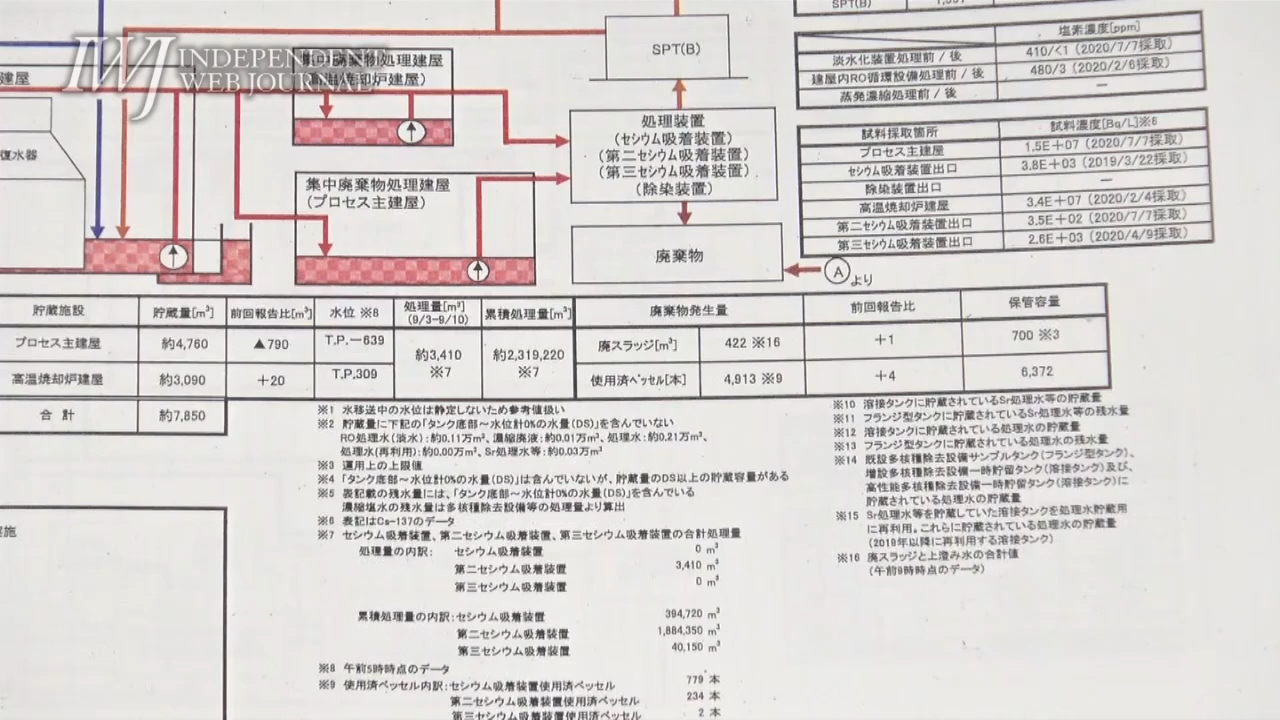 IWJ INDEPENDENT
WEB JOURNAL
SPT(B)
SPT(B)
塩素濃度[ppm]
淡水化装置処理前/後 410/<1 (2020/7/7採取)
建屋内RO循環設備処理前/後 480/3 (2020/2/6採取)
蒸発濃縮処理前/後 ー
試料採取箇所 試料濃度[Bq/L]※6
プロセス主建屋 1.5E+07 (2020/7/7採取)
セシウム吸着装置出口 3.8E+03 (2019/3/22採取)
除染装置出口 ー
高温焼却炉建屋 3.4E+07 (2020/2/4採取)
第二セシウム吸着装置出口 3.5E+02 (2020/7/7採取)
第三セシウム吸着装置出口 2.6E+03 (2020/4/9採取)
集中廃棄物処理建屋
(高温焼却炉建屋)
建屋
復水器
処理装置
(セシウム吸着装置)
(第二セシウム吸着装置)
(第三セシウム吸着装置)
(除染装置)
集中廃棄物処理建屋
(プロセス主建屋)
廃棄物
Aより
貯蔵施設 貯蔵量[m³] 前回報告比[m³] 水位 ※8 処理量[m³] 累積処理量[m³] 廃棄物発生量 前回報告比 保管容量
(9/3-9/10)
プロセス主建屋 約4,760 ▲790 T.P.-639 約3,410 約2,319,220 廃スラッジ[m³] 422 ※16 +1 700 ※3
※7 ※7
高温焼却炉建屋 約3,090 +20 T.P.309 使用済ベッセル[本] 4,913 ※9 +4 6,372
合 計 約7,850
※1 水移送中の水位は静定しないため参考値扱い
※2 貯蔵量に下記の「タンク底部~水位計0%の水量(DS)」を含んでいない
RO処理水(淡水):約0.11万m³、濃縮廃液:約0.01万m³、処理水:約0.21万m³、
処理水(再利用):約0.00万m³、Sr処理水等:約0.03万m³
※3 運用上の上限値
※4 「タンク底部~水位計0%の水量(DS)」は含んでいないが、貯蔵量のDS以上の貯蔵容量がある
※5 表記載の残水量には、「タンク底部~水位計0%の水量(DS)」を含んでいる
濃縮塩水の残水量は多核種除去設備等の処理量より算出
※6 表記はCs-137のデータ
※7 セシウム吸着装置、第二セシウム吸着装置、第三セシウム吸着装置の合計処理量
処理量の内訳: セシウム吸着装置 0 m³
第二セシウム吸着装置 3,410 m³
第三セシウム吸着装置 0 m³
累積処理量の内訳:セシウム吸着装置 394,720 m³
第二セシウム吸着装置 1,884,350 m³
第三セシウム吸着装置 40,150 m³
※8 午前5時時点のデータ
※9 使用済ベッセル内訳:セシウム吸着装置使用済ベッセル 779 本
第二セシウム吸着装置使用済ベッセル 234 本
第三セシウム吸着装置使用済ベッセル 2 本
※10 溶接タンクに貯蔵されているSr処理水等の貯蔵量
※11 フランジ型タンクに貯蔵されているSr処理水等の残水量
※12 溶接タンクに貯蔵されている処理水の貯蔵量
※13 フランジ型タンクに貯蔵されている処理水の残水量
※14 既設多核種除去設備サンプルタンク(フランジ型タンク)、
増設多核種除去設備一時貯留タンク(溶接タンク)及び、
高性能多核種除去設備一時貯留タンク(溶接タンク)に
貯蔵されている処理水の貯蔵量
※15 Sr処理水等を貯蔵していた溶接タンクを処理水貯蔵用
に再利用。これらに貯蔵されている処理水の貯蔵量
(2019年以降に再利用する溶接タンク)
※16 廃スラッジと上澄み水の合計値
(午前9時時点のデータ)